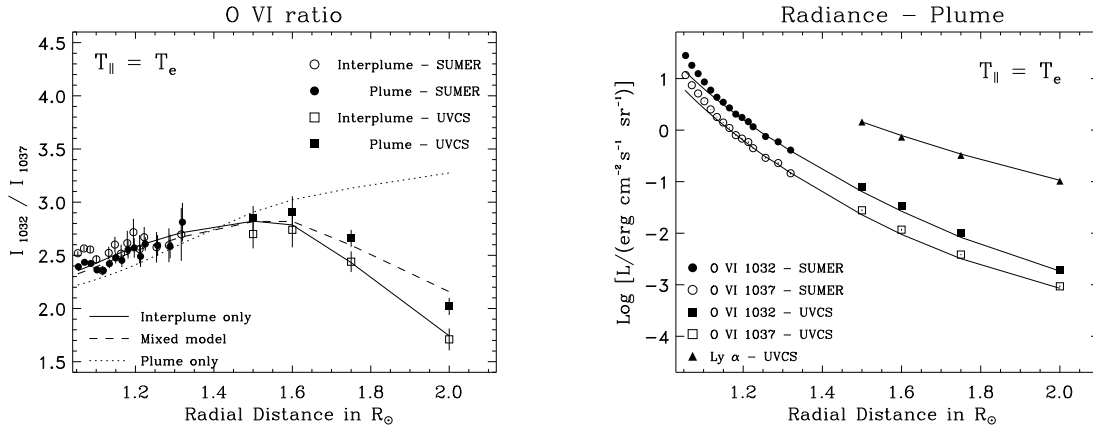 O VI ratio
T∥ = Te
Interplume – SUMER
Plume – SUMER
Interplume – UVCS
Plume – UVCS
4.5
4.0
3.5
3.0
2.5
2.0
1.5
I 1032 / I 1037
Interplume only
Mixed model
Plume only
1.2 1.4 1.6 1.8 2.0
Radial Distance in R☉
Radiance – Plume
T∥ = Te
1
0
−1
−2
−3
−4
Log [L/(erg cm⁻² s⁻¹ sr⁻¹)]
O VI 1032 – SUMER
O VI 1037 – SUMER
O VI 1032 – UVCS
O VI 1037 – UVCS
Ly α – UVCS
1.2 1.4 1.6 1.8 2.0
Radial Distance in R☉